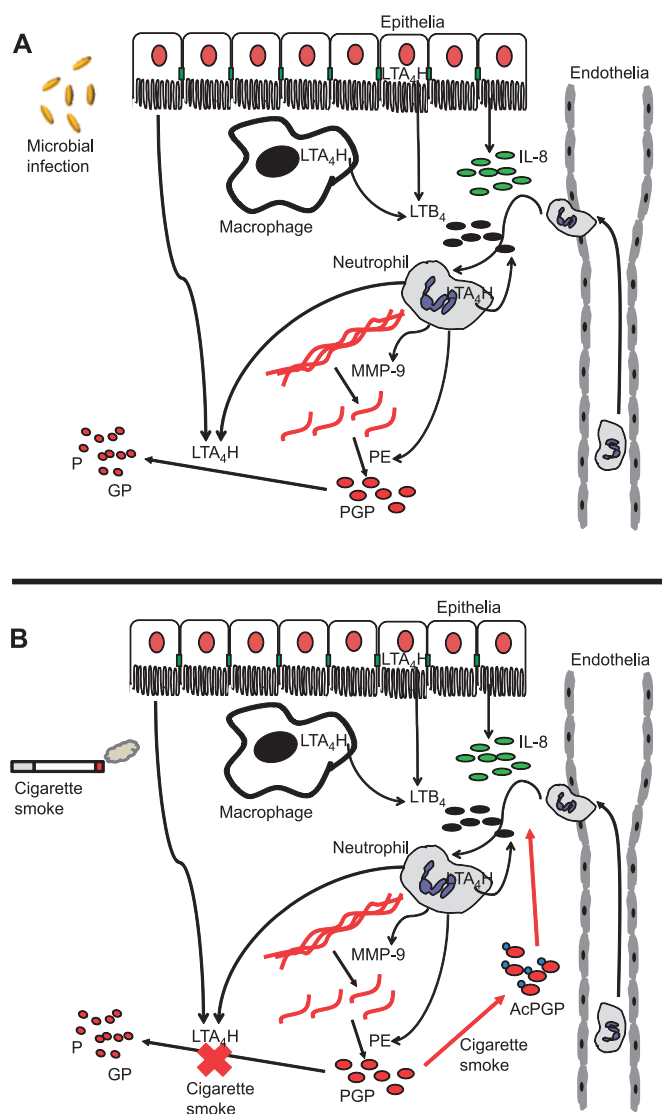 A
Epithelia
Endothelia
LTA₄H
Microbial
infection
LTA₄H
IL-8
Macrophage
LTB₄
Neutrophil
LTA₄H
MMP-9
LTA₄H
P
GP
PE
PGP
B
Epithelia
Endothelia
LTA₄H
Cigarette
smoke
LTA₄H
IL-8
Macrophage
LTB₄
Neutrophil
LTA₄H
MMP-9
AcPGP
LTA₄H
P
GP
PE
Cigarette
smoke
Cigarette
smoke
PGP